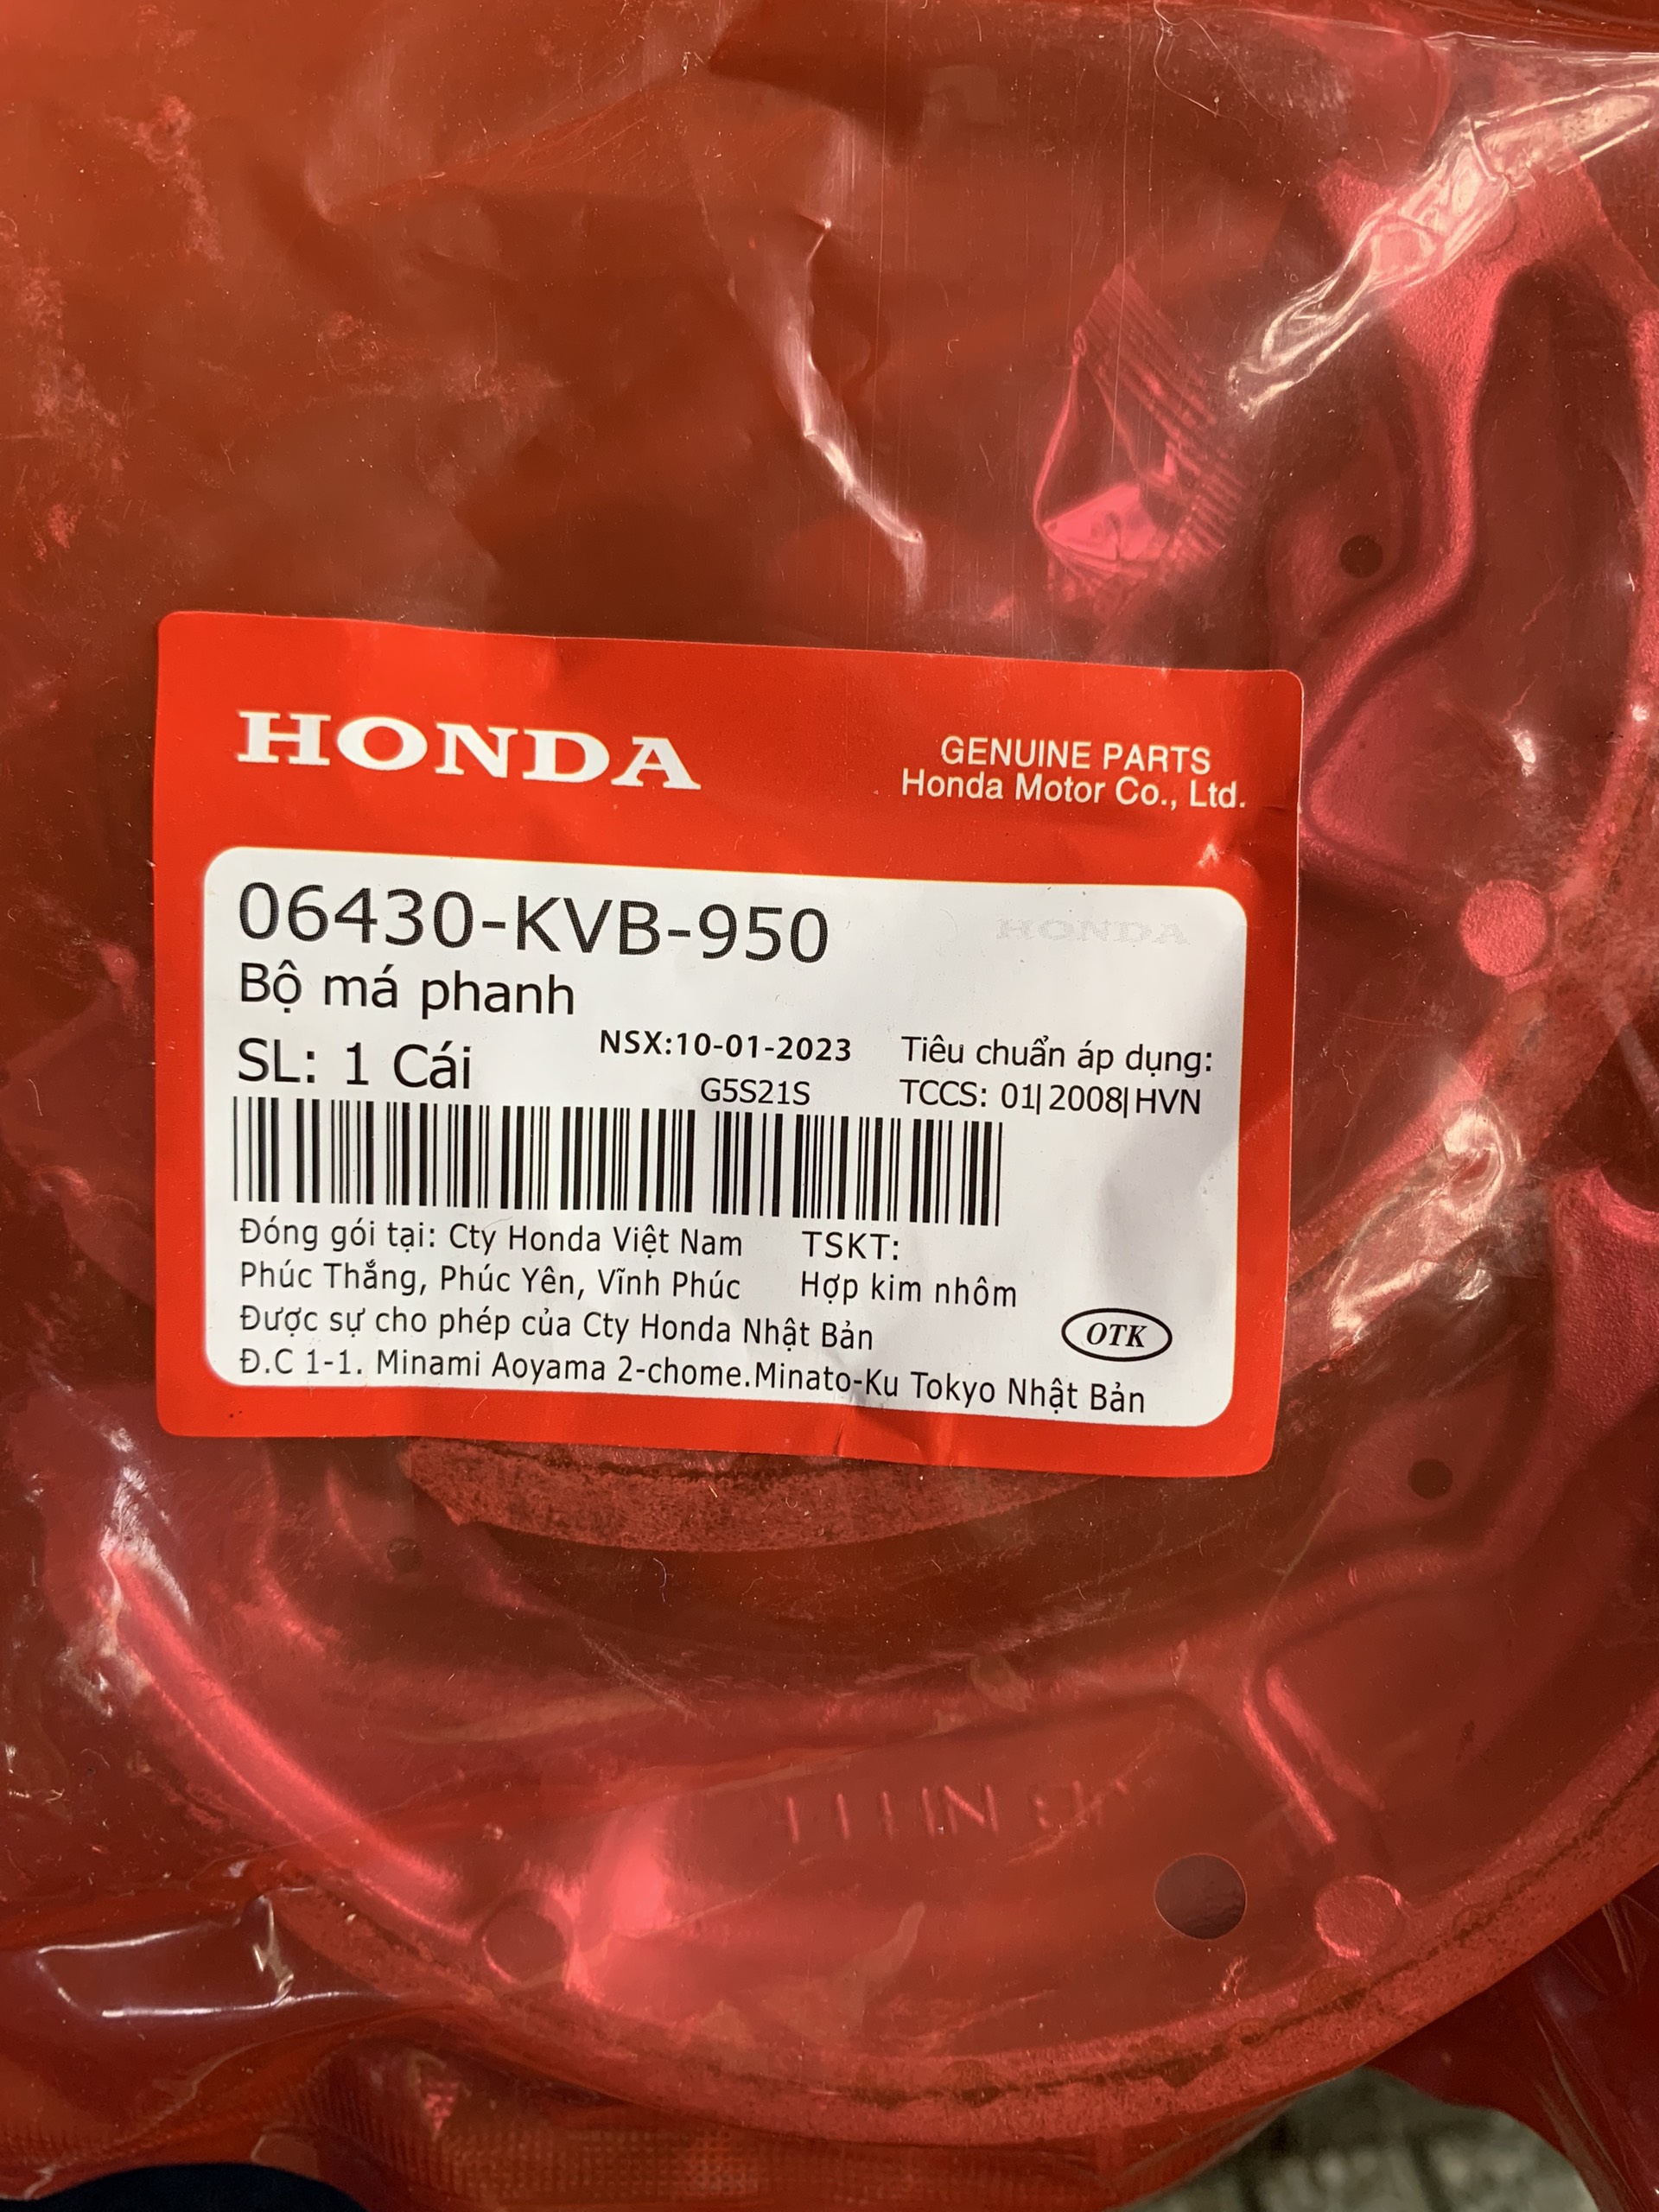 HONDA
GENUINE PARTS
Honda Motor Co., Ltd.
06430-KVB-950
HONDA
Bộ má phanh
SL: 1 Cái
NSX:10-01-2023
G5S21S
Tiêu chuẩn áp dụng:
TCCS: 01|2008|HVN
Đóng gói tại: Cty Honda Việt Nam
Phúc Thắng, Phúc Yên, Vĩnh Phúc
TSKT:
Hợp kim nhôm
Được sự cho phép của Cty Honda Nhật Bản
Đ.C 1-1. Minami Aoyama 2-chome.Minato-Ku Tokyo Nhật Bản
OTK